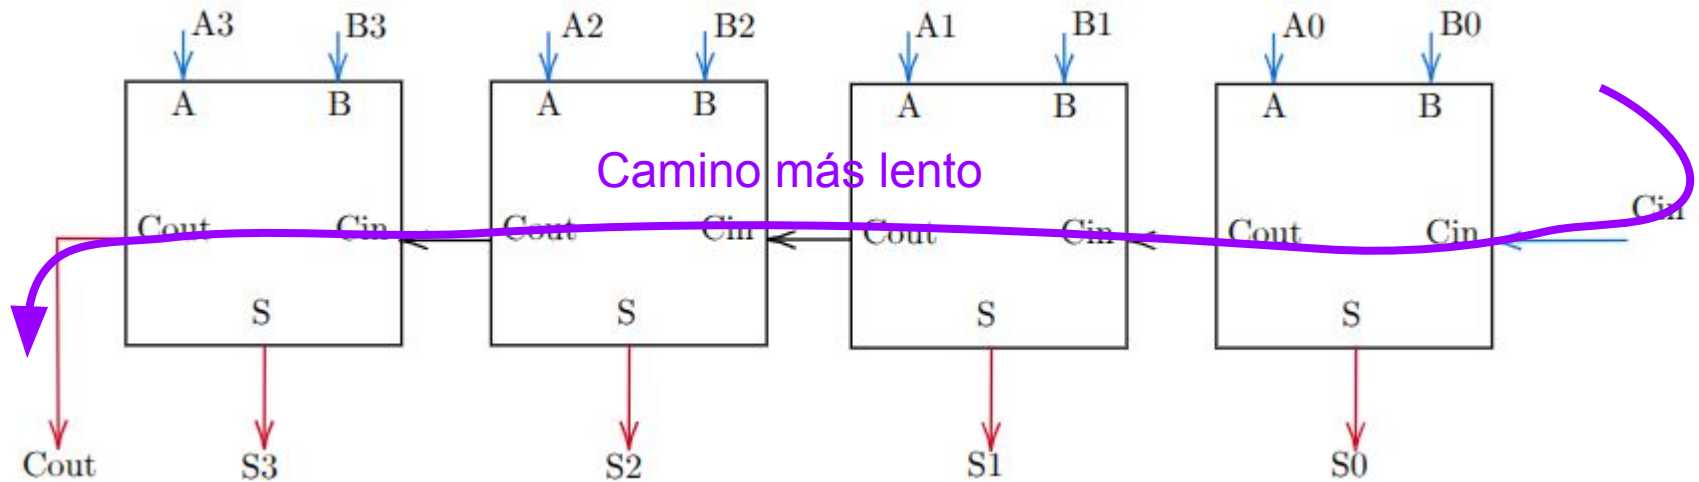 A3 B3 A2 B2 A1 B1 A0 B0
A B A B A B A B
Camino más lento
Cin
Cout Cin Cout Cin Cout Cin Cout Cin
S S S S
Cout S3 S2 S1 S0